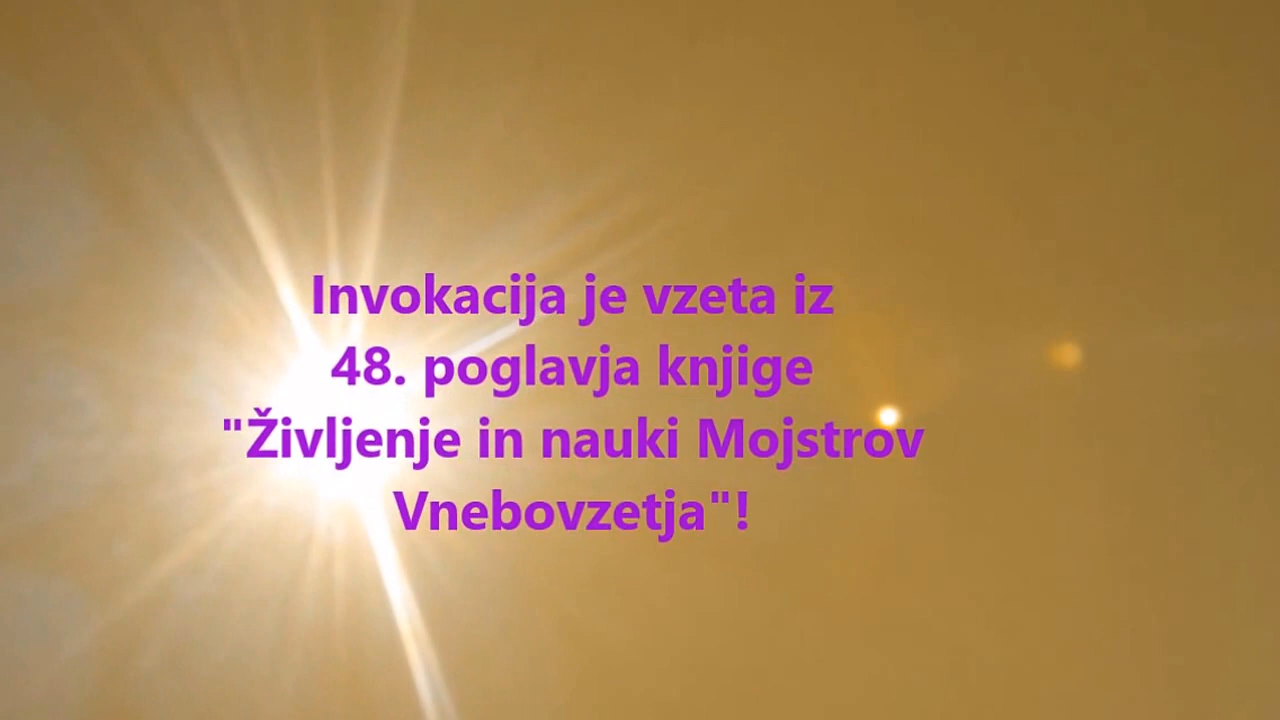 Invokacija je vzeta iz
48. poglavja knjige
"Življenje in nauki Mojstrov
Vnebovzetja"!